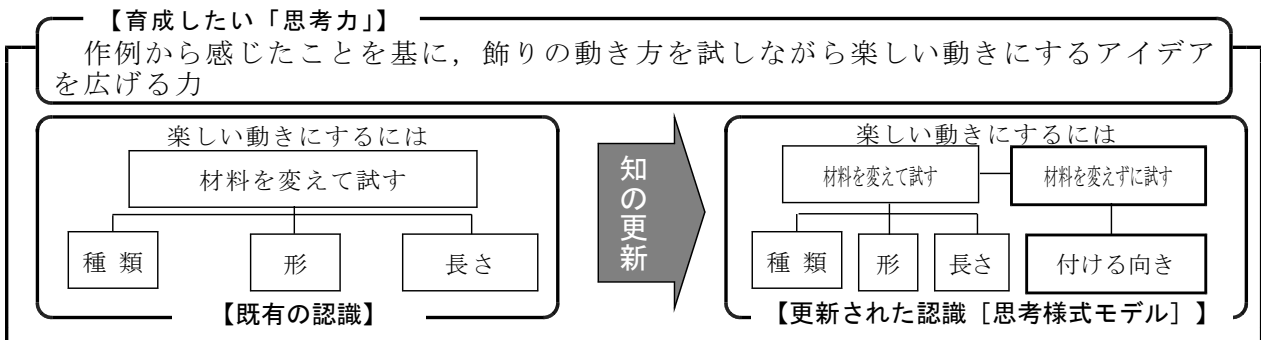 【育成したい「思考力」】
作例から感じたことを基に，飾りの動き方を試しながら楽しい動きにするアイデア
を広げる力
楽しい動きにするには
材料を変えて試す
種 類
形
長さ
【既有の認識】
知の更新
楽しい動きにするには
材料を変えて試す
材料を変えずに試す
種 類
形
長さ
付ける向き
【更新された認識［思考様式モデル］】